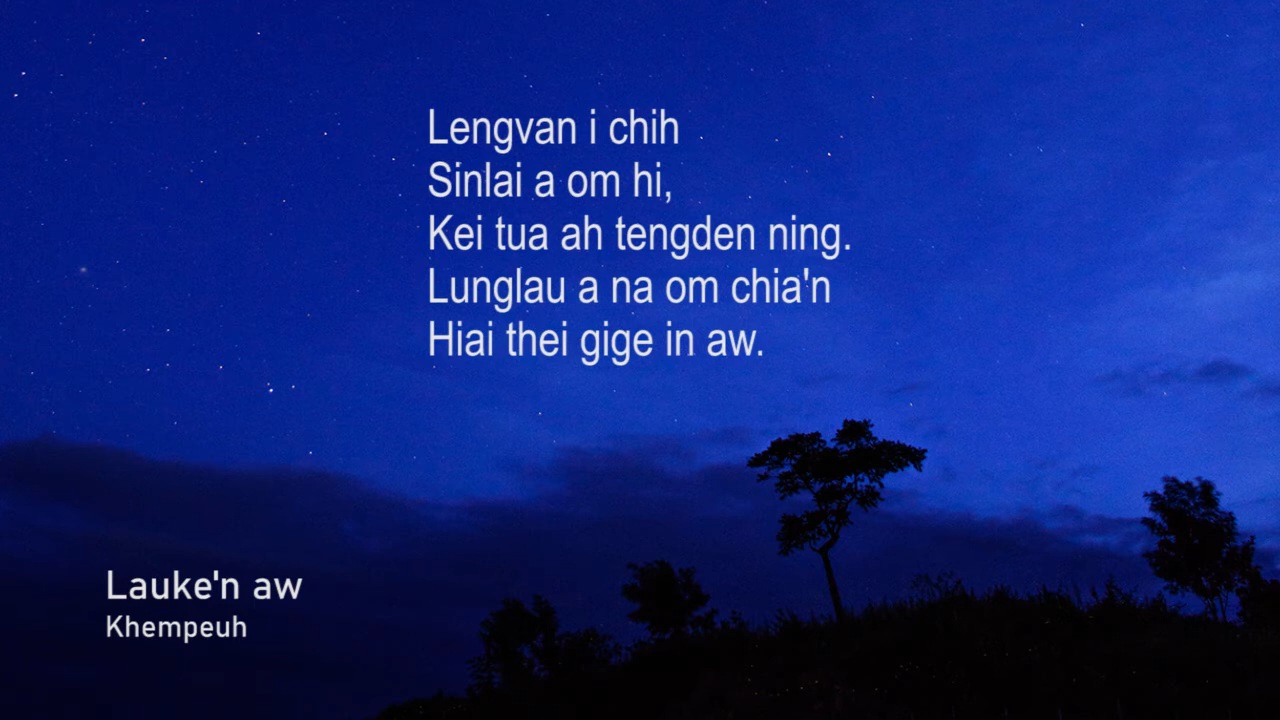 Lengvan i chih
Sinlai a om hi,
Kei tua ah tengden ning.
Lunglau a na om chia'n
Hiai thei gige in aw.
Lauke'n aw
Khempeuh